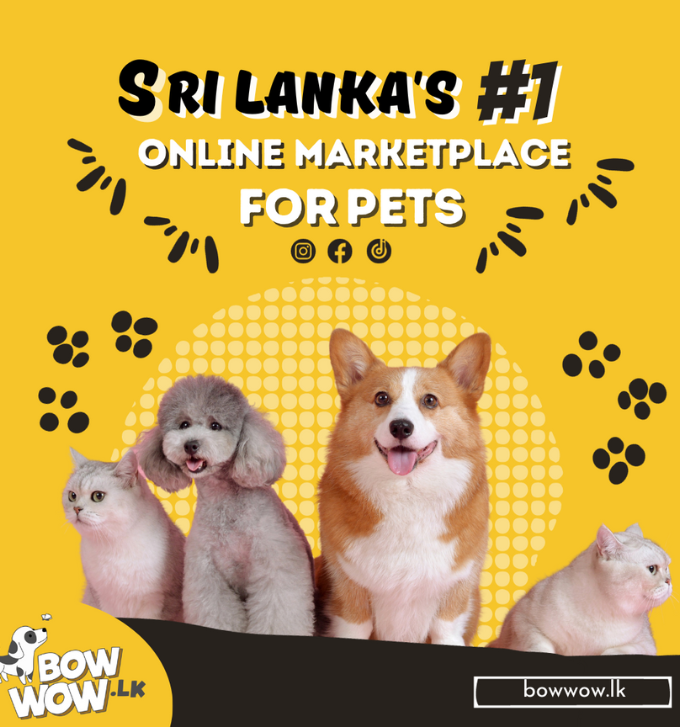 SRI LANKA'S #1
ONLINE MARKETPLACE
FOR PETS
BOW
WOW.LK
bowwow.lk